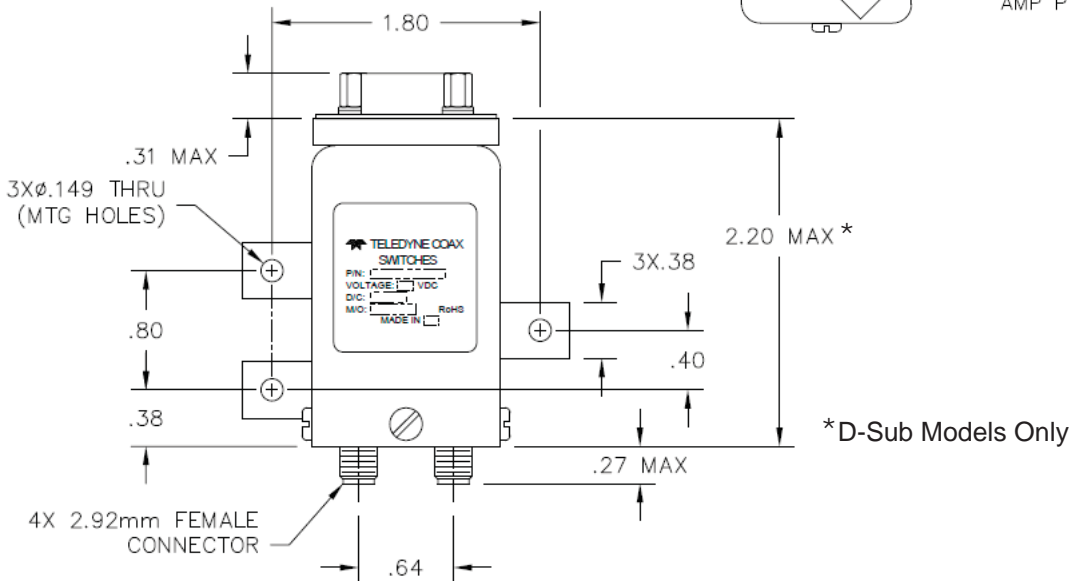 AMP P
1.80
.31 MAX
3XØ.149 THRU
(MTG HOLES)
2.20 MAX*
TELEDYNE COAX
SWITCHES
P/N:
VOLTAGE: VDC
D/C:
M/O: RoHS
MADE IN
3X.38
.80
.40
.38
*D-Sub Models Only
.27 MAX
4X 2.92mm FEMALE
CONNECTOR
.64